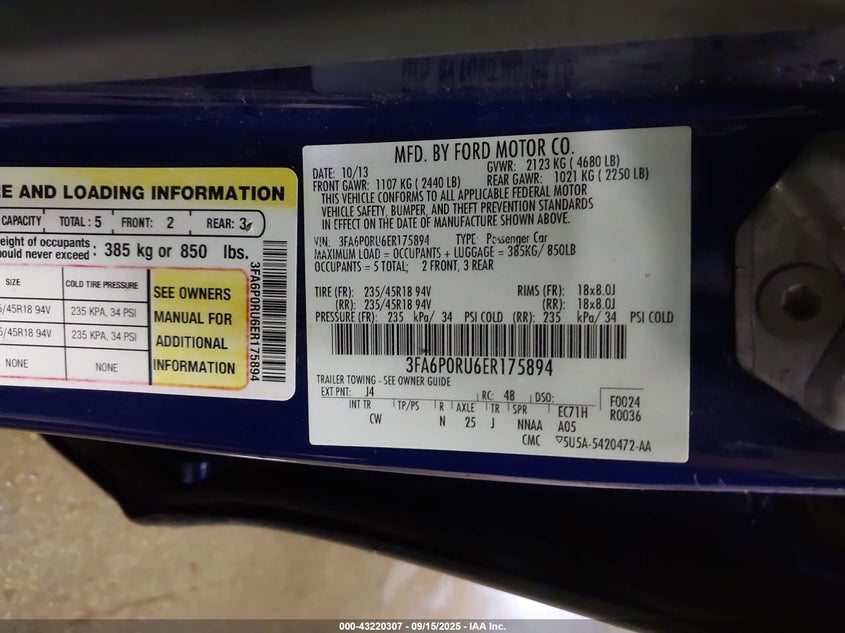 MFD. BY FORD MOTOR CO.
DATE: 10/13 GVWR: 2123 KG ( 4680 LB)
FRONT GAWR: 1107 KG ( 2440 LB) REAR GAWR: 1021 KG ( 2250 LB)
THIS VEHICLE CONFORMS TO ALL APPLICABLE FEDERAL MOTOR
VEHICLE SAFETY, BUMPER, AND THEFT PREVENTION STANDARDS
IN EFFECT ON THE DATE OF MANUFACTURE SHOWN ABOVE.
VIN: 3FA6P0RU6ER175894 TYPE: Passenger Car
MAXIMUM LOAD = OCCUPANTS + LUGGAGE = 385KG/ 850LB
OCCUPANTS = 5 TOTAL; 2 FRONT, 3 REAR
TIRE (FR): 235/45R18 94V RIMS (FR): 18x8.0J
(RR): 235/45R18 94V (RR): 18x8.0J
PRESSURE (FR): 235 kPa/ 34 PSI COLD (RR): 235 kPa/ 34 PSI COLD
3FA6P0RU6ER175894
TRAILER TOWING - SEE OWNER GUIDE
EXT PNT: J4 RC: 48 DSO: F0024
INT TR TP/PS R AXLE TR SPR EC71H R0036
CW N 25 J NNAA A05
CMC ▽5U5A-5420472-AA
RE AND LOADING INFORMATION
CAPACITY TOTAL : 5 FRONT: 2 REAR: 3
weight of occupants
should never exceed : 385 kg or 850 lbs.
SIZE COLD TIRE PRESSURE
5/45R18 94V 235 KPA, 34 PSI
5/45R18 94V 235 KPA, 34 PSI
NONE NONE
SEE OWNERS
MANUAL FOR
ADDITIONAL
INFORMATION
3FA6P0RU6ER175894
000-43220307 - 09/15/2025 - IAA Inc.